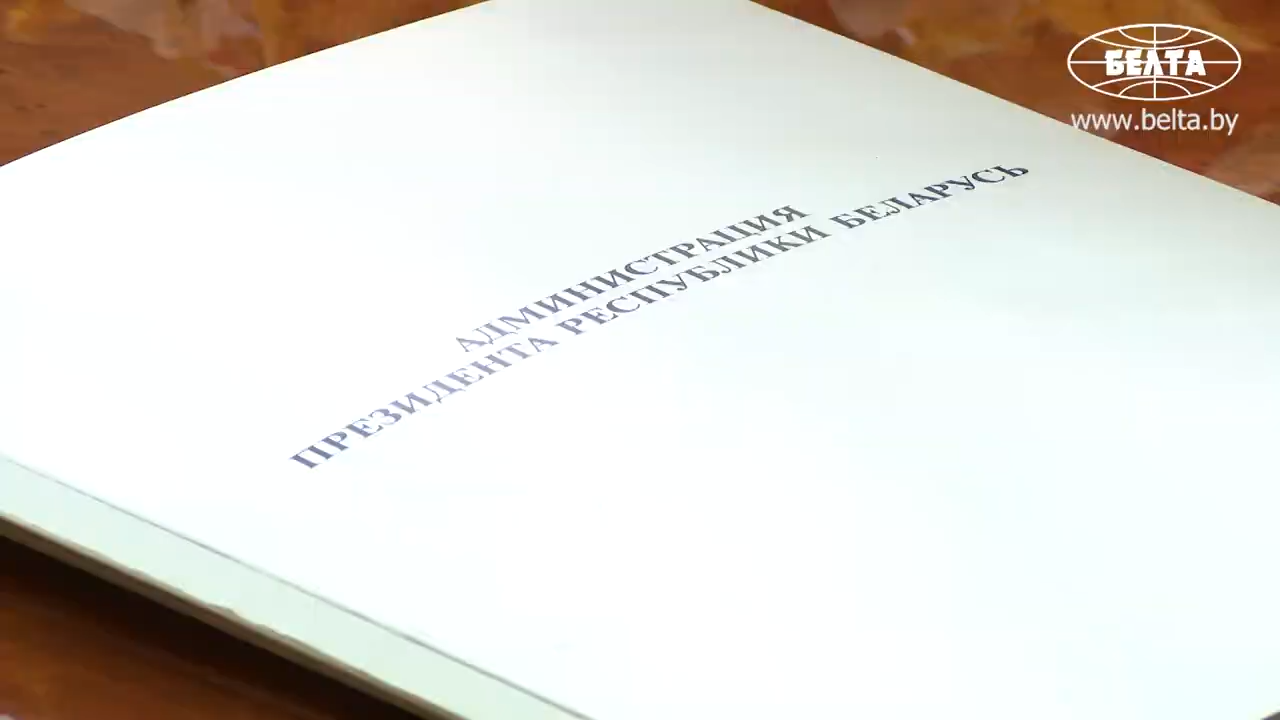 БЕЛТА
www.belta.by
АДМИНИСТРАЦИЯ
ПРЕЗИДЕНТА РЕСПУБЛИКИ БЕЛАРУСЬ